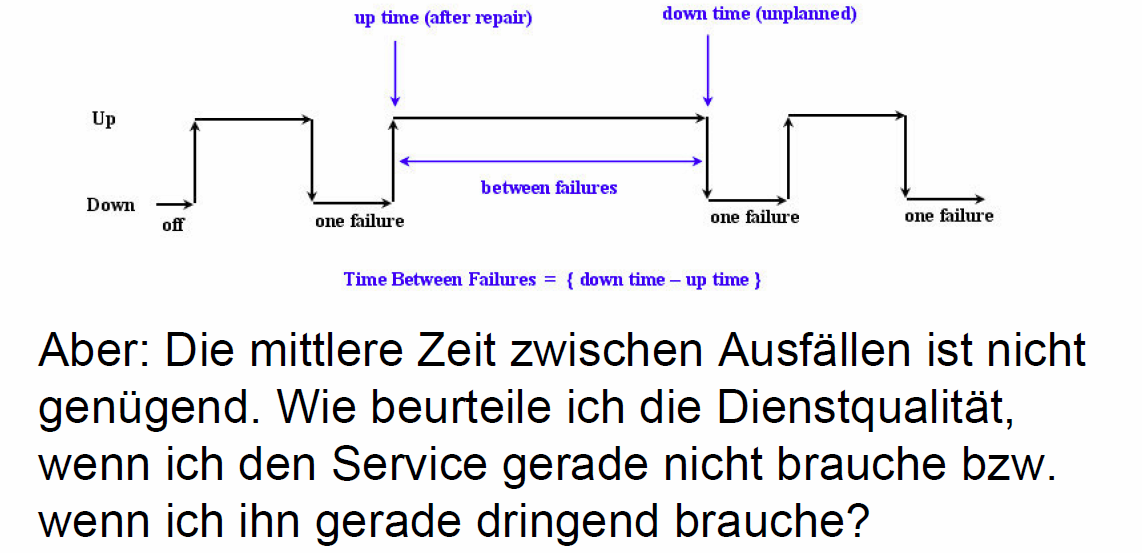 up time (after repair)
down time (unplanned)
Up
between failures
Down
off
one failure
one failure
one failure
Time Between Failures = { down time – up time }
Aber: Die mittlere Zeit zwischen Ausfällen ist nicht
genügend. Wie beurteile ich die Dienstqualität,
wenn ich den Service gerade nicht brauche bzw.
wenn ich ihn gerade dringend brauche?